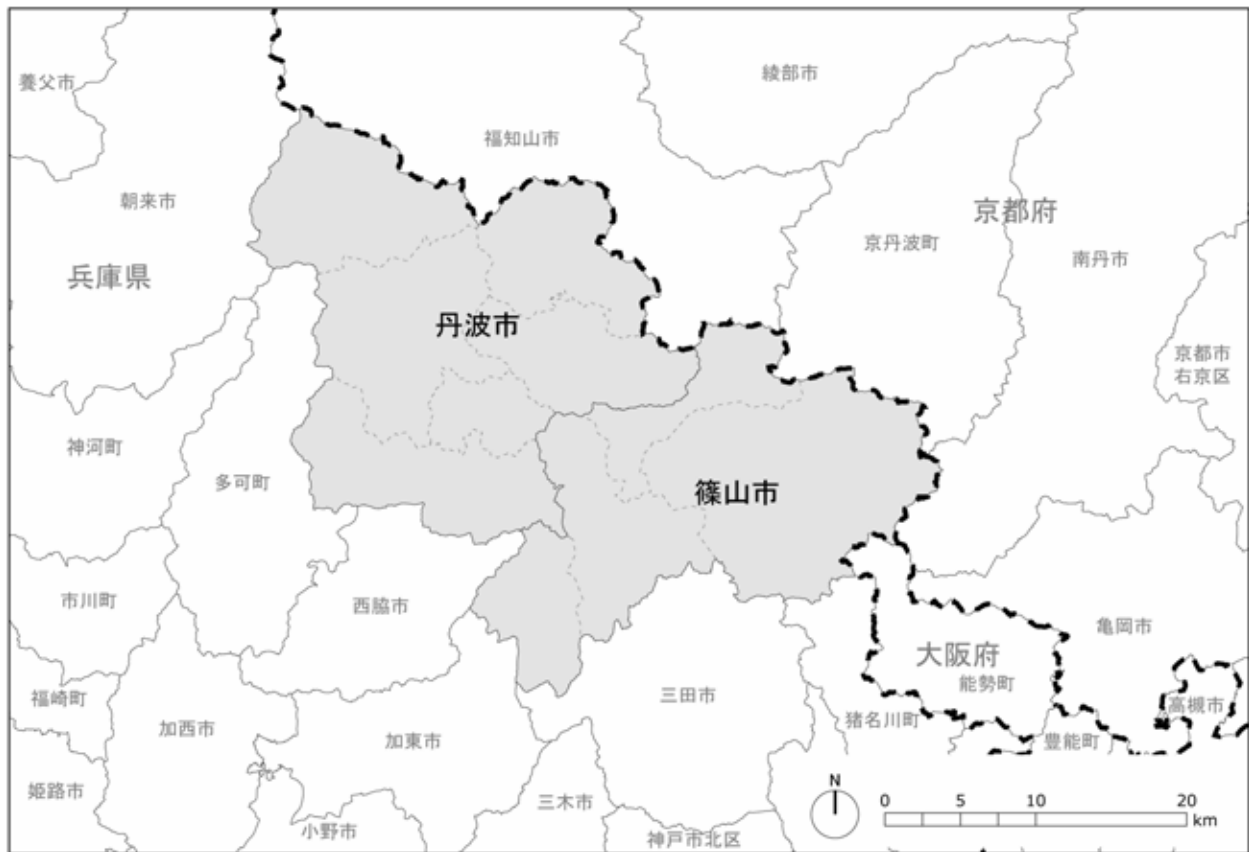 養父市
綾部市
福知山市
朝来市
京都府
京丹波町
南丹市
兵庫県
丹波市
京都市
右京区
神河町
多可町
篠山市
市川町
西脇市
亀岡市
大阪府
能勢町
福崎町
三田市
高槻市
加西市
猪名川町
加東市
豊能町
姫路市
三木市
小野市
神戸市北区
N
0 5 10 20
km